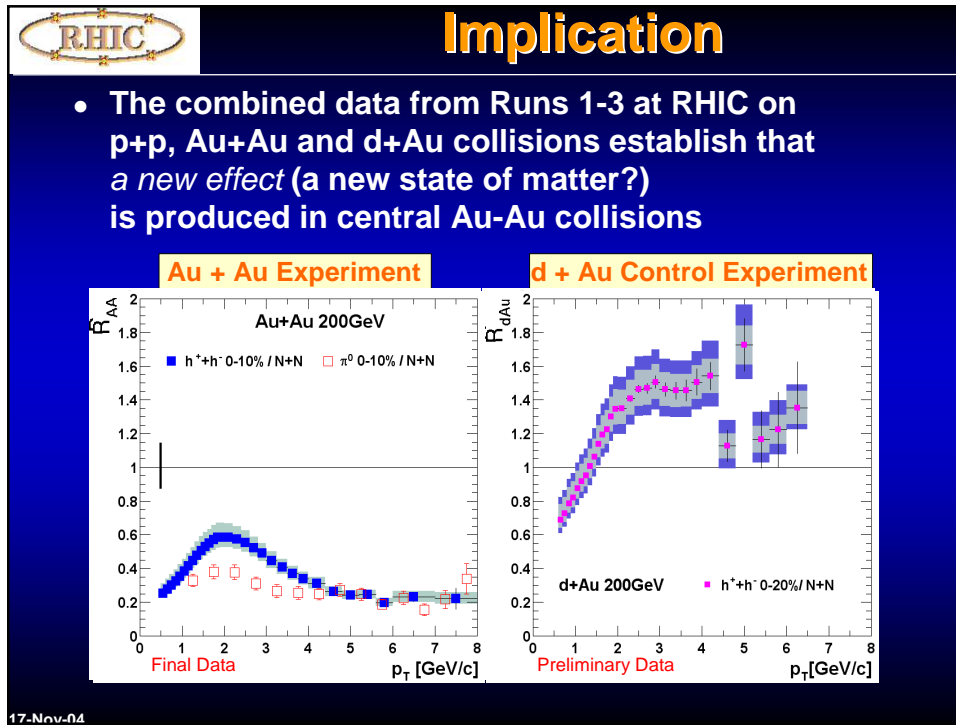 RHIC
Implication
● The combined data from Runs 1-3 at RHIC on
p+p, Au+Au and d+Au collisions establish that
a new effect (a new state of matter?)
is produced in central Au-Au collisions
Au + Au Experiment
R_AA
2
1.8
1.6
1.4
1.2
1
0.8
0.6
0.4
0.2
0
Au+Au 200GeV
h⁺+h⁻ 0-10% / N+N
π⁰ 0-10% / N+N
0 1 2 3 4 5 6 7 8
Final Data
p_T [GeV/c]
d + Au Control Experiment
R_dAu
2
1.8
1.6
1.4
1.2
1
0.8
0.6
0.4
0.2
0
d+Au 200GeV
h⁺+h⁻ 0-20%/ N+N
0 1 2 3 4 5 6 7 8
Preliminary Data
p_T[GeV/c]
17-Nov-04